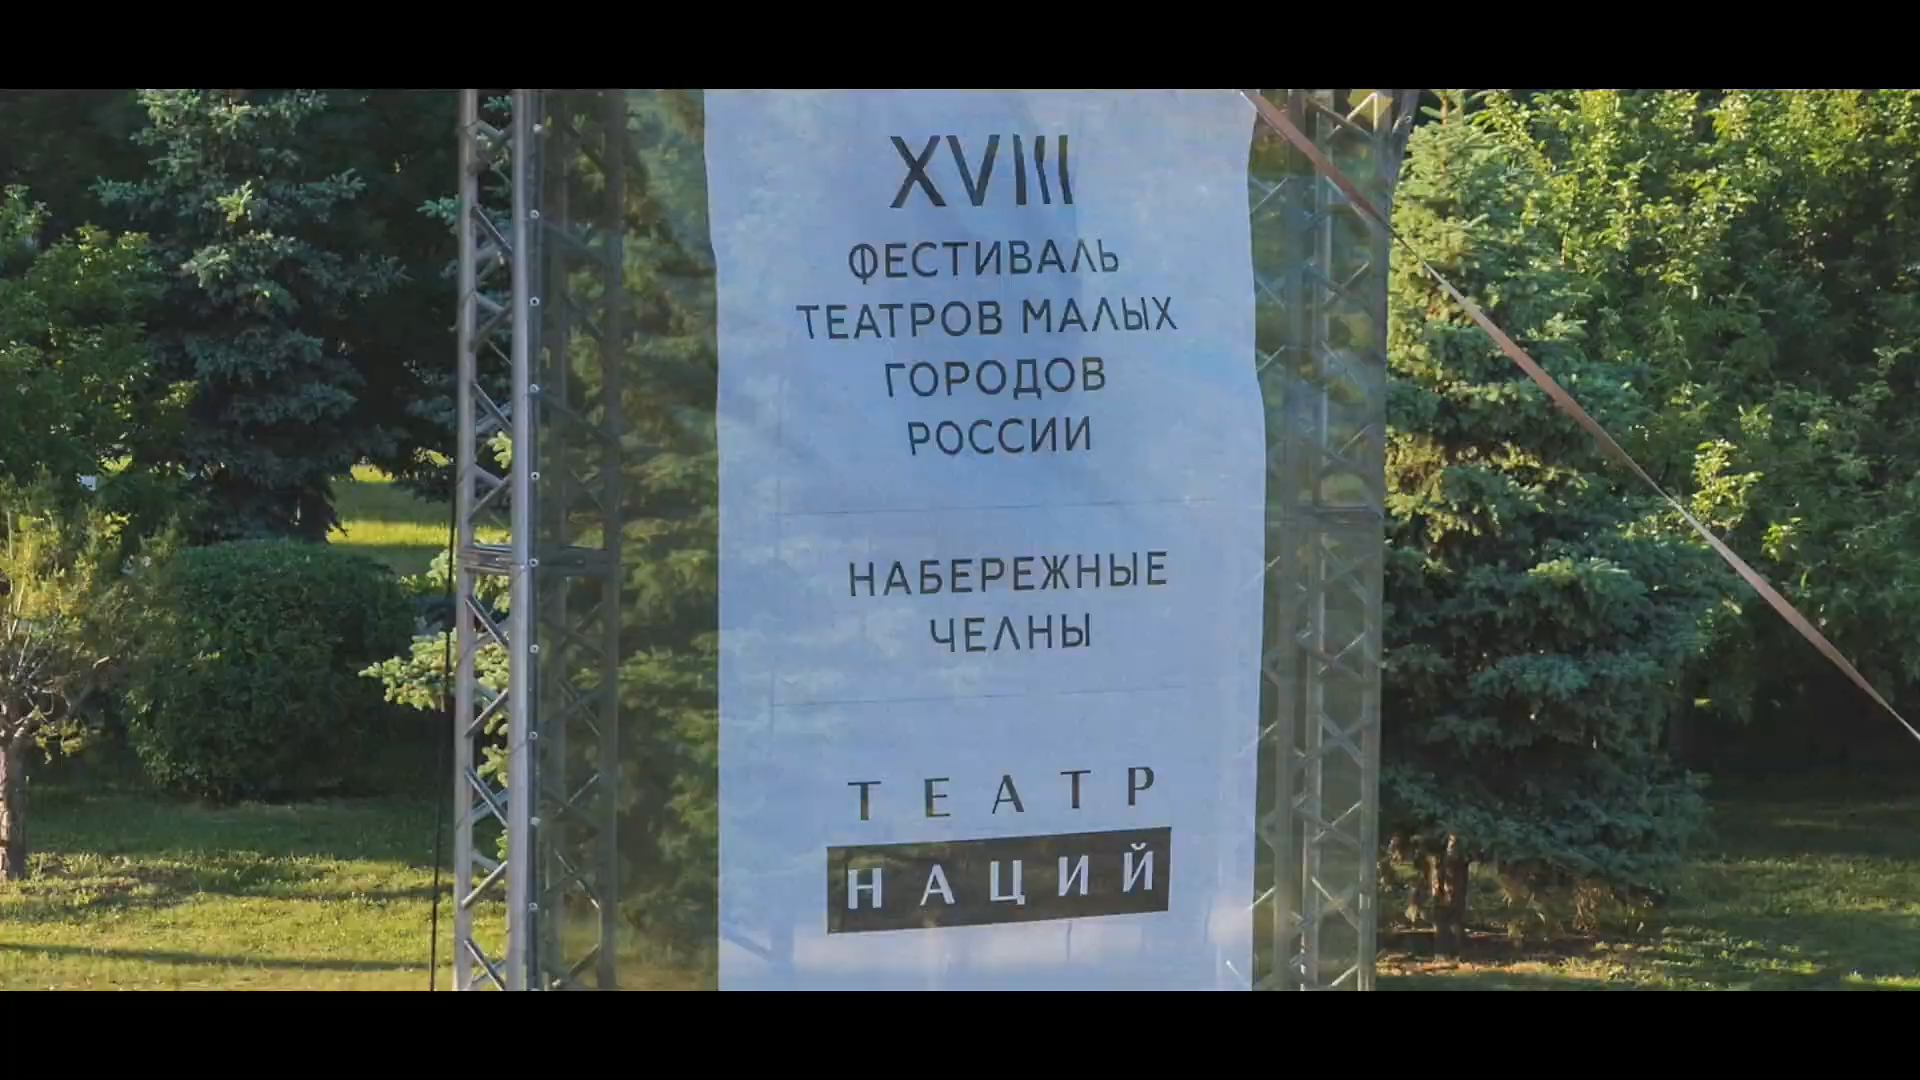 XVIII
ФЕСТИВАЛЬ
ТЕАТРОВ МАЛЫХ
ГОРОДОВ
РОССИИ
НАБЕРЕЖНЫЕ
ЧЕЛНЫ
ТЕАТР
НАЦИЙ